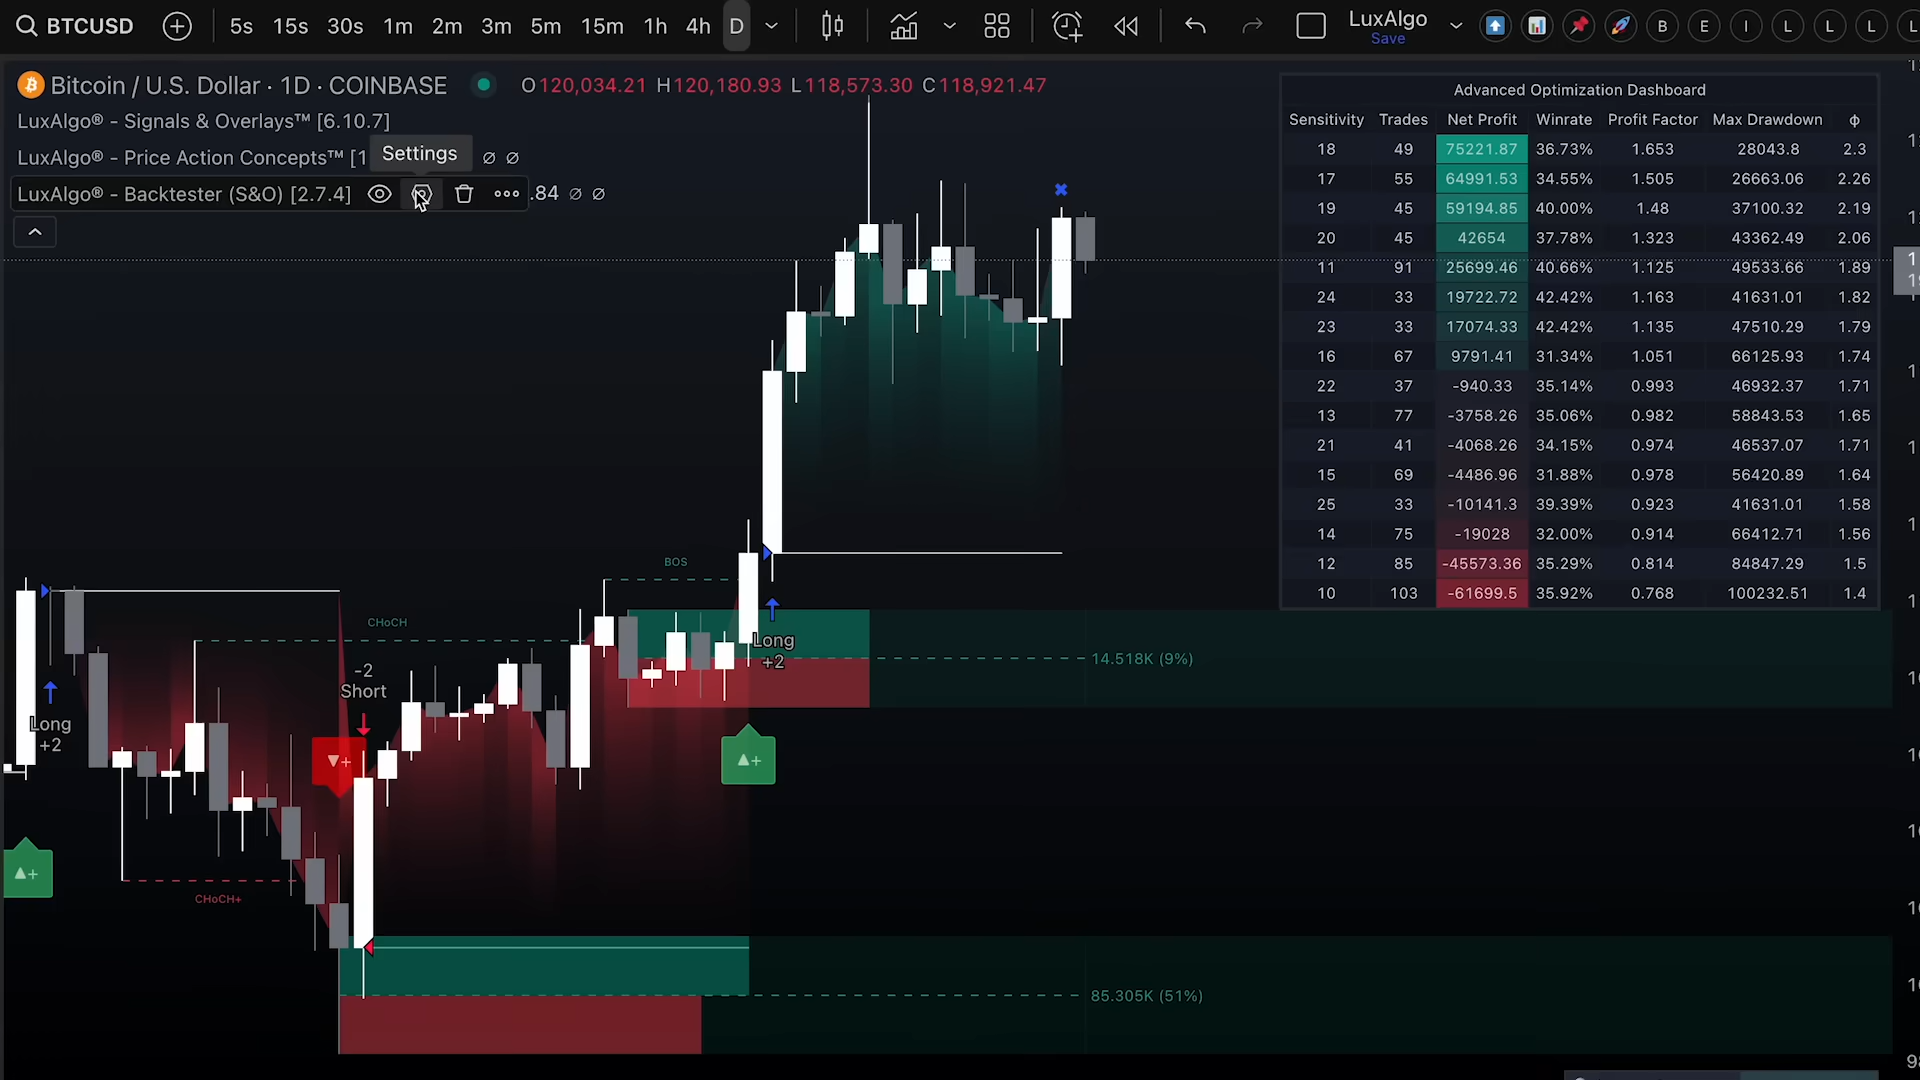 BTCUSD
5s 15s 30s 1m 2m 3m 5m 15m 1h 4h D
LuxAlgo
Save
B E I L L L L
Bitcoin / U.S. Dollar · 1D · COINBASE
O120,034.21 H120,180.93 L118,573.30 C118,921.47
LuxAlgo® - Signals & Overlays™ [6.10.7]
LuxAlgo® - Price Action Concepts™ [1
Settings
∅ ∅
LuxAlgo® - Backtester (S&O) [2.7.4]
.84 ∅ ∅
Advanced Optimization Dashboard
Sensitivity Trades Net Profit Winrate Profit Factor Max Drawdown ϕ
18 49 75221.87 36.73% 1.653 28043.8 2.3
17 55 64991.53 34.55% 1.505 26663.06 2.26
19 45 59194.85 40.00% 1.48 37100.32 2.19
20 45 42654 37.78% 1.323 43362.49 2.06
11 91 25699.46 40.66% 1.125 49533.66 1.89
24 33 19722.72 42.42% 1.163 41631.01 1.82
23 33 17074.33 42.42% 1.135 47510.29 1.79
16 67 9791.41 31.34% 1.051 66125.93 1.74
22 37 -940.33 35.14% 0.993 46932.37 1.71
13 77 -3758.26 35.06% 0.982 58843.53 1.65
21 41 -4068.26 34.15% 0.974 46537.07 1.71
15 69 -4486.96 31.88% 0.978 56420.89 1.64
25 33 -10141.3 39.39% 0.923 41631.01 1.58
14 75 -19028 32.00% 0.914 66412.71 1.56
12 85 -45573.36 35.29% 0.814 84847.29 1.5
10 103 -61699.5 35.92% 0.768 100232.51 1.4
BOS
CHoCH
Long
+2
14.518K (9%)
-2
Short
Long
+2
▼+
▲+
▲+
CHoCH+
85.305K (51%)